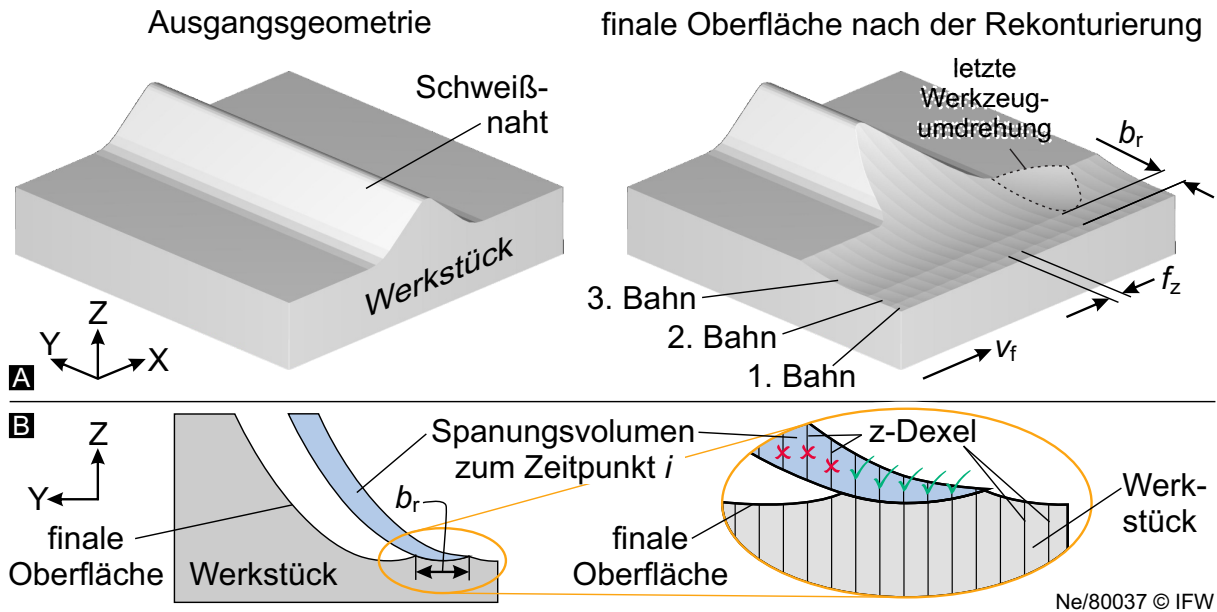 Ausgangsgeometrie
finale Oberfläche nach der Rekonturierung
Schweiß-
naht
Werkstück
Z
Y
X
A
letzte
Werkzeug-
umdrehung
br
fz
3. Bahn
2. Bahn
1. Bahn
vf
B
Z
Y
Spanungsvolumen
zum Zeitpunkt i
br
finale
Oberfläche
Werkstück
z-Dexel
Werk-
stück
finale
Oberfläche
Ne/80037 © IFW